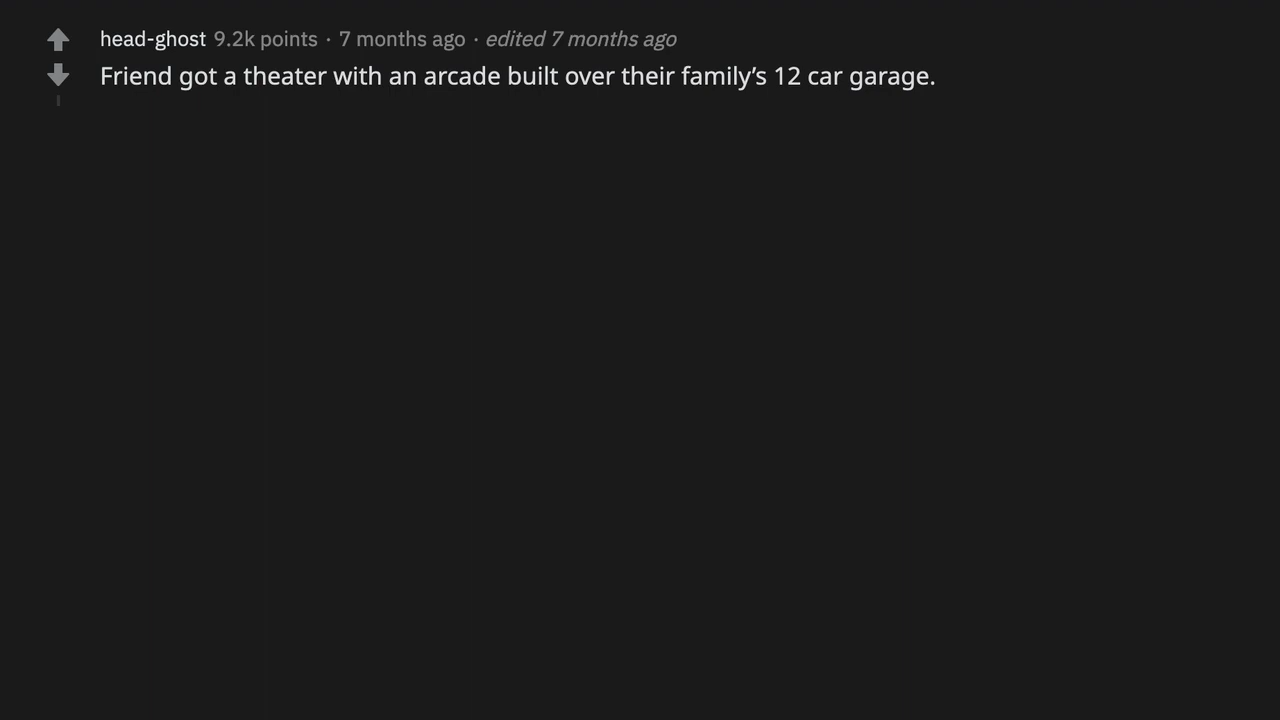 head-ghost 9.2k points · 7 months ago · edited 7 months ago
Friend got a theater with an arcade built over their family’s 12 car garage.